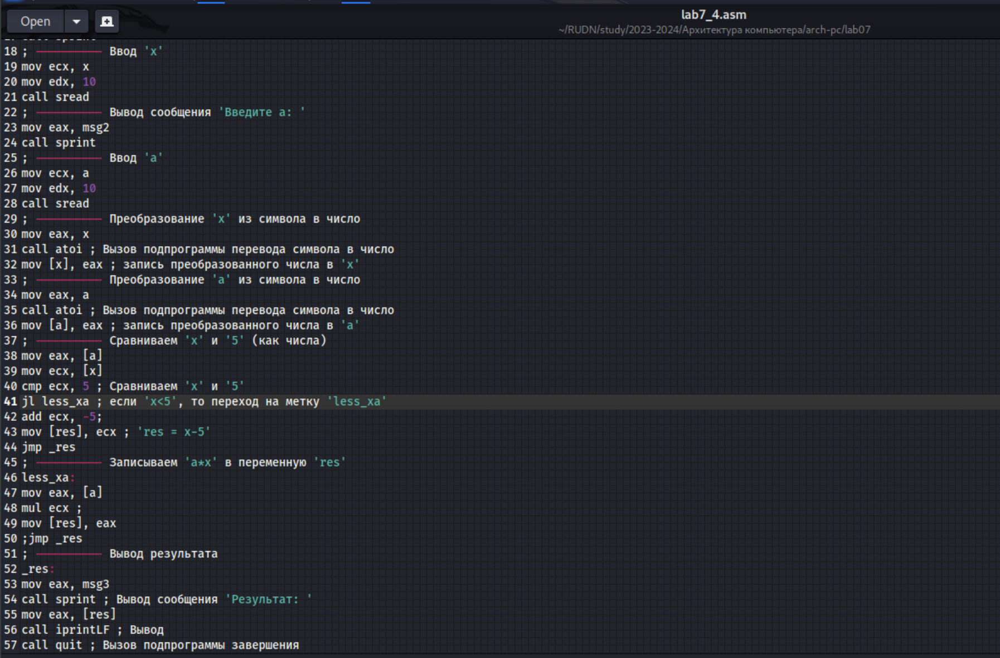 Open
lab7_4.asm
~/RUDN/study/2023-2024/Архитектура компьютера/arch-pc/lab07
18 ; ────────── Ввод 'x'
19 mov ecx, x
20 mov edx, 10
21 call sread
22 ; ────────── Вывод сообщения 'Введите a: '
23 mov eax, msg2
24 call sprint
25 ; ────────── Ввод 'a'
26 mov ecx, a
27 mov edx, 10
28 call sread
29 ; ────────── Преобразование 'x' из символа в число
30 mov eax, x
31 call atoi ; Вызов подпрограммы перевода символа в число
32 mov [x], eax ; запись преобразованного числа в 'x'
33 ; ────────── Преобразование 'a' из символа в число
34 mov eax, a
35 call atoi ; Вызов подпрограммы перевода символа в число
36 mov [a], eax ; запись преобразованного числа в 'a'
37 ; ────────── Сравниваем 'x' и '5' (как числа)
38 mov eax, [a]
39 mov ecx, [x]
40 cmp ecx, 5 ; Сравниваем 'x' и '5'
41 jl less_xa ; если 'x<5', то переход на метку 'less_xa'
42 add ecx, -5;
43 mov [res], ecx ; 'res = x-5'
44 jmp _res
45 ; ────────── Записываем 'a*x' в переменную 'res'
46 less_xa:
47 mov eax, [a]
48 mul ecx ;
49 mov [res], eax
50 ;jmp _res
51 ; ────────── Вывод результата
52 _res:
53 mov eax, msg3
54 call sprint ; Вывод сообщения 'Результат: '
55 mov eax, [res]
56 call iprintLF ; Вывод
57 call quit ; Вызов подпрограммы завершения